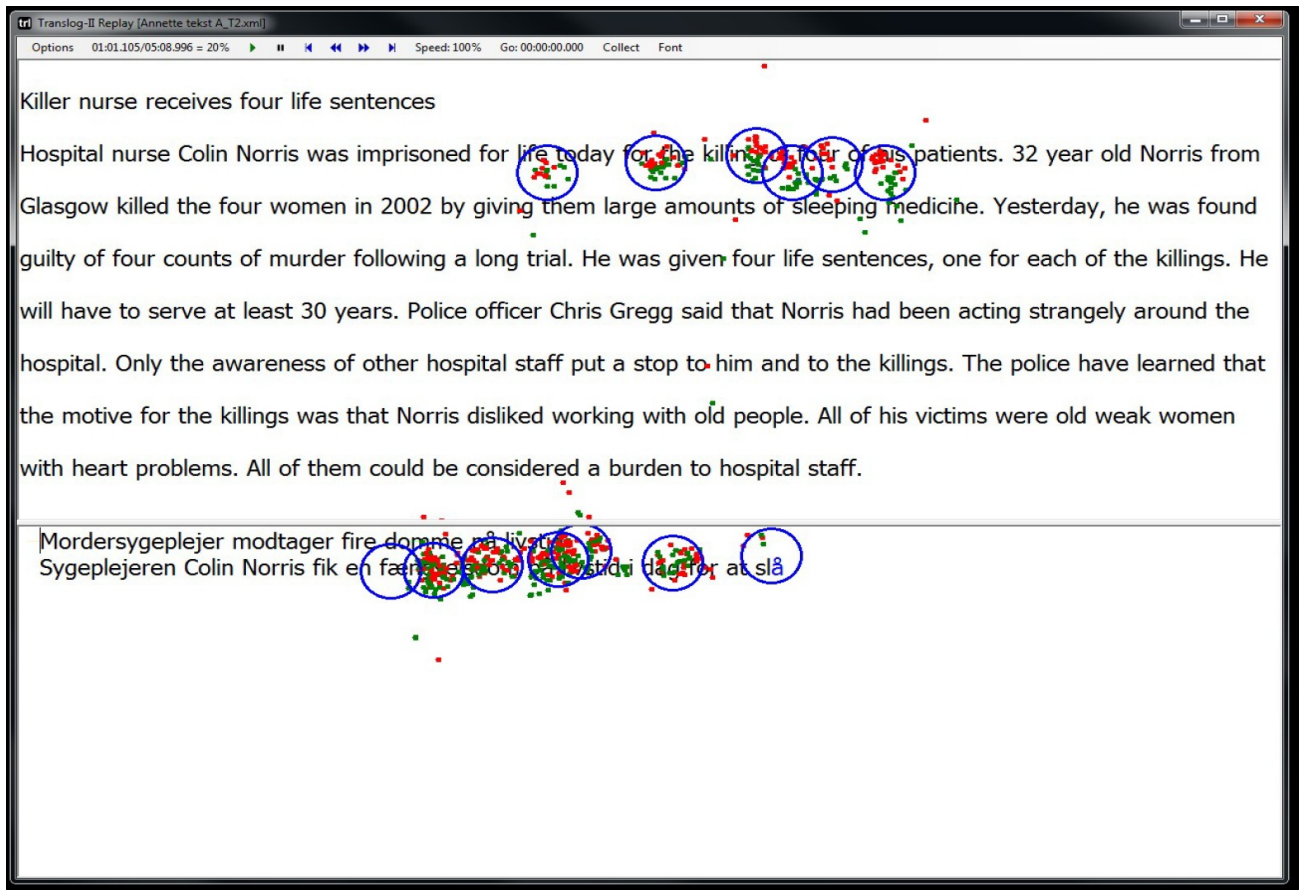 trl Translog-II Replay [Annette tekst A_T2.xml]
Options 01:01.105/05:08.996 = 20% Speed: 100% Go: 00:00:00.000 Collect Font
Killer nurse receives four life sentences
Hospital nurse Colin Norris was imprisoned for life today for the killing of four of his patients. 32 year old Norris from
Glasgow killed the four women in 2002 by giving them large amounts of sleeping medicine. Yesterday, he was found
guilty of four counts of murder following a long trial. He was given four life sentences, one for each of the killings. He
will have to serve at least 30 years. Police officer Chris Gregg said that Norris had been acting strangely around the
hospital. Only the awareness of other hospital staff put a stop to him and to the killings. The police have learned that
the motive for the killings was that Norris disliked working with old people. All of his victims were old weak women
with heart problems. All of them could be considered a burden to hospital staff.
Mordersygeplejer modtager fire domme på livstid
Sygeplejeren Colin Norris fik en på livstid i dag for at slå